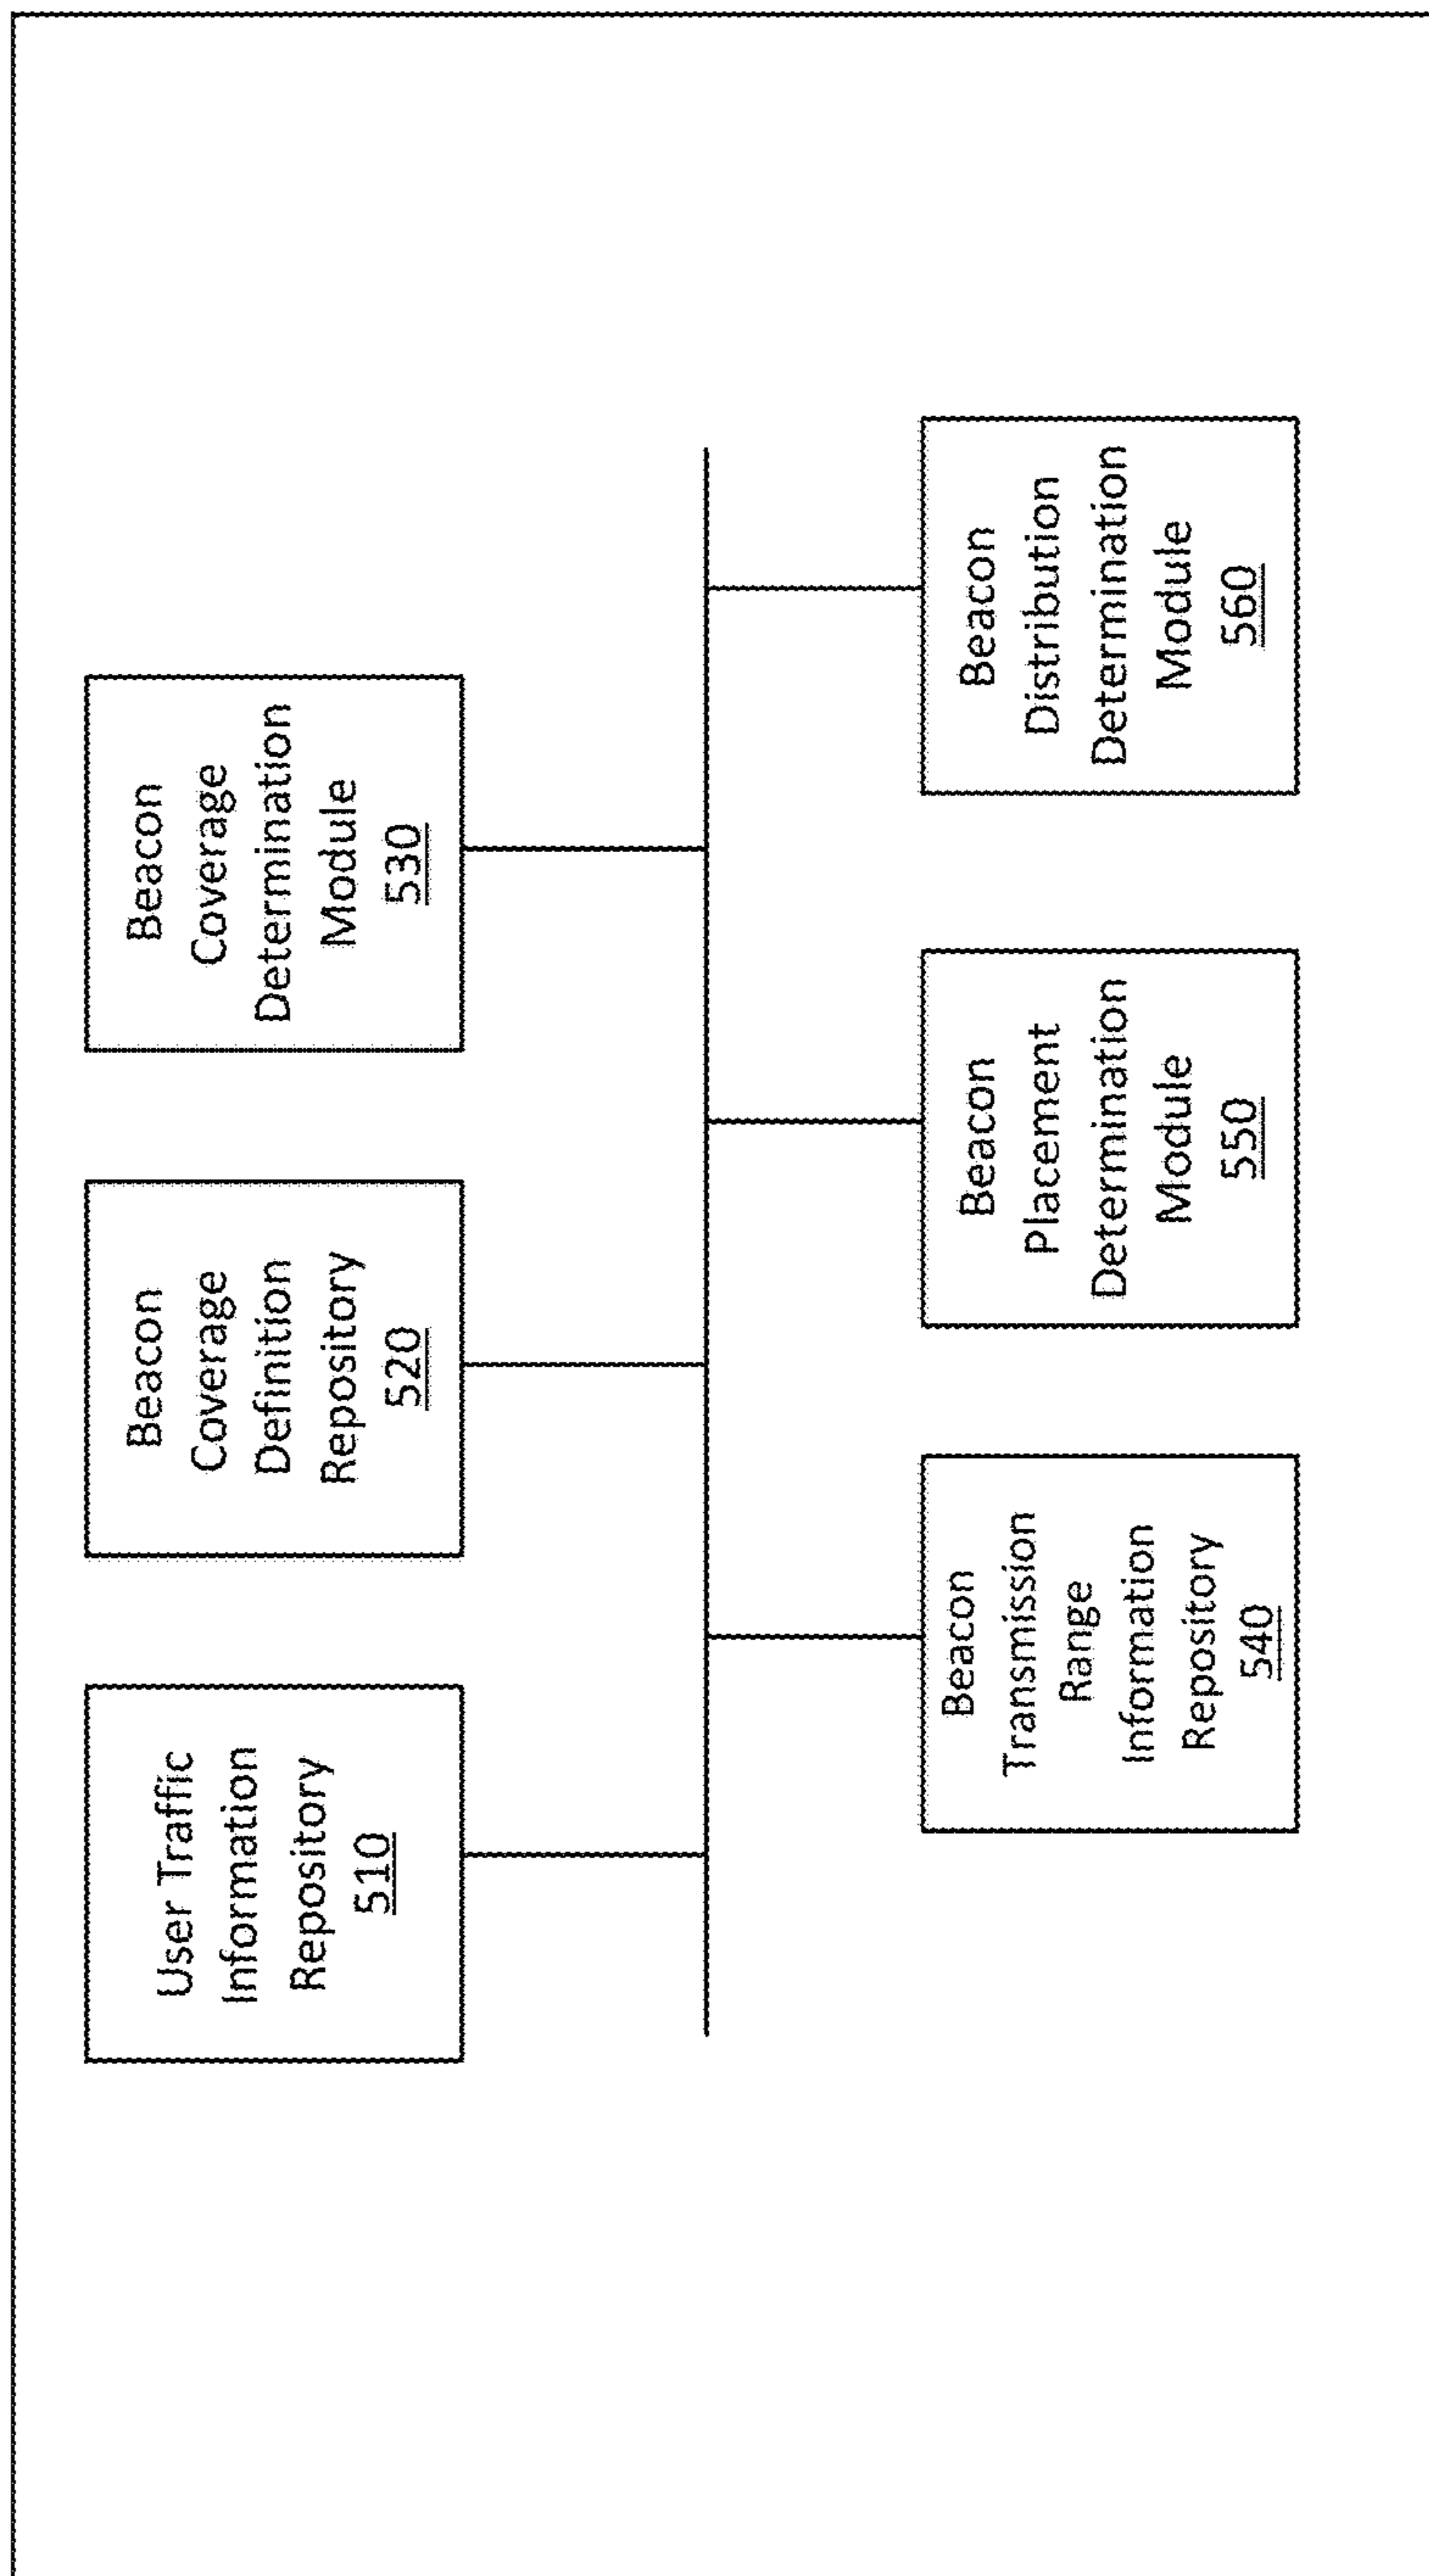 User Traffic
Information
Repository
510
Beacon
Coverage
Definition
Repository
520
Beacon
Coverage
Determination
Module
530
Beacon
Transmission
Range
Information
Repository
540
Beacon
Placement
Determination
Module
550
Beacon
Distribution
Determination
Module
560